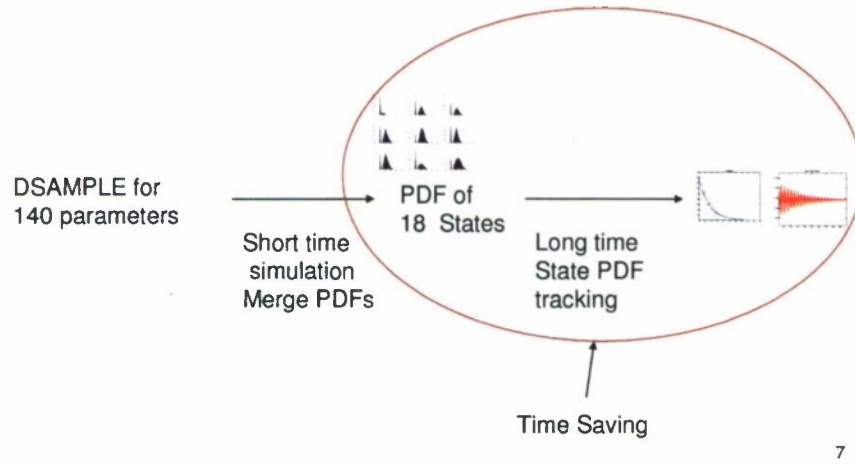 DSAMPLE for
140 parameters
Short time
simulation
Merge PDFs
PDF of
18 States
Long time
State PDF
tracking
Time Saving
7